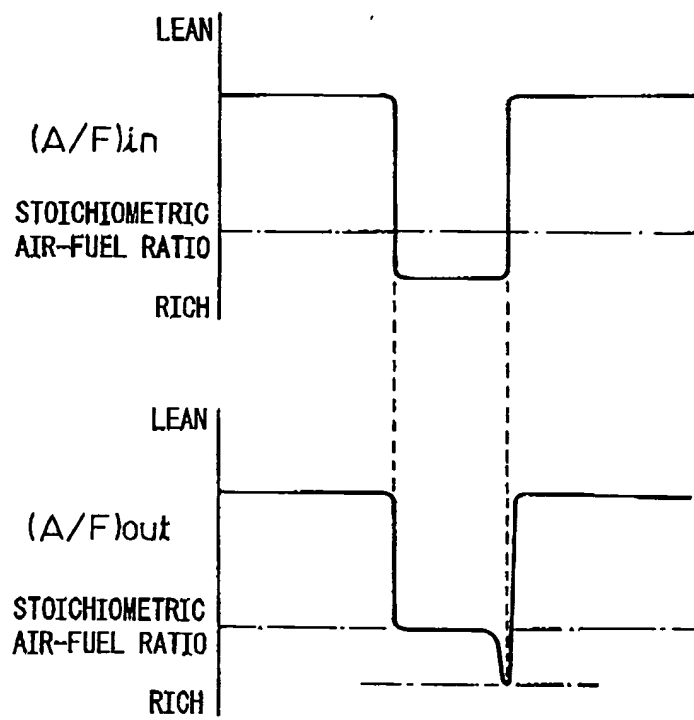 LEAN
(A/F)in
STOICHIOMETRIC
AIR-FUEL RATIO
RICH
LEAN
(A/F)out
STOICHIOMETRIC
AIR-FUEL RATIO
RICH